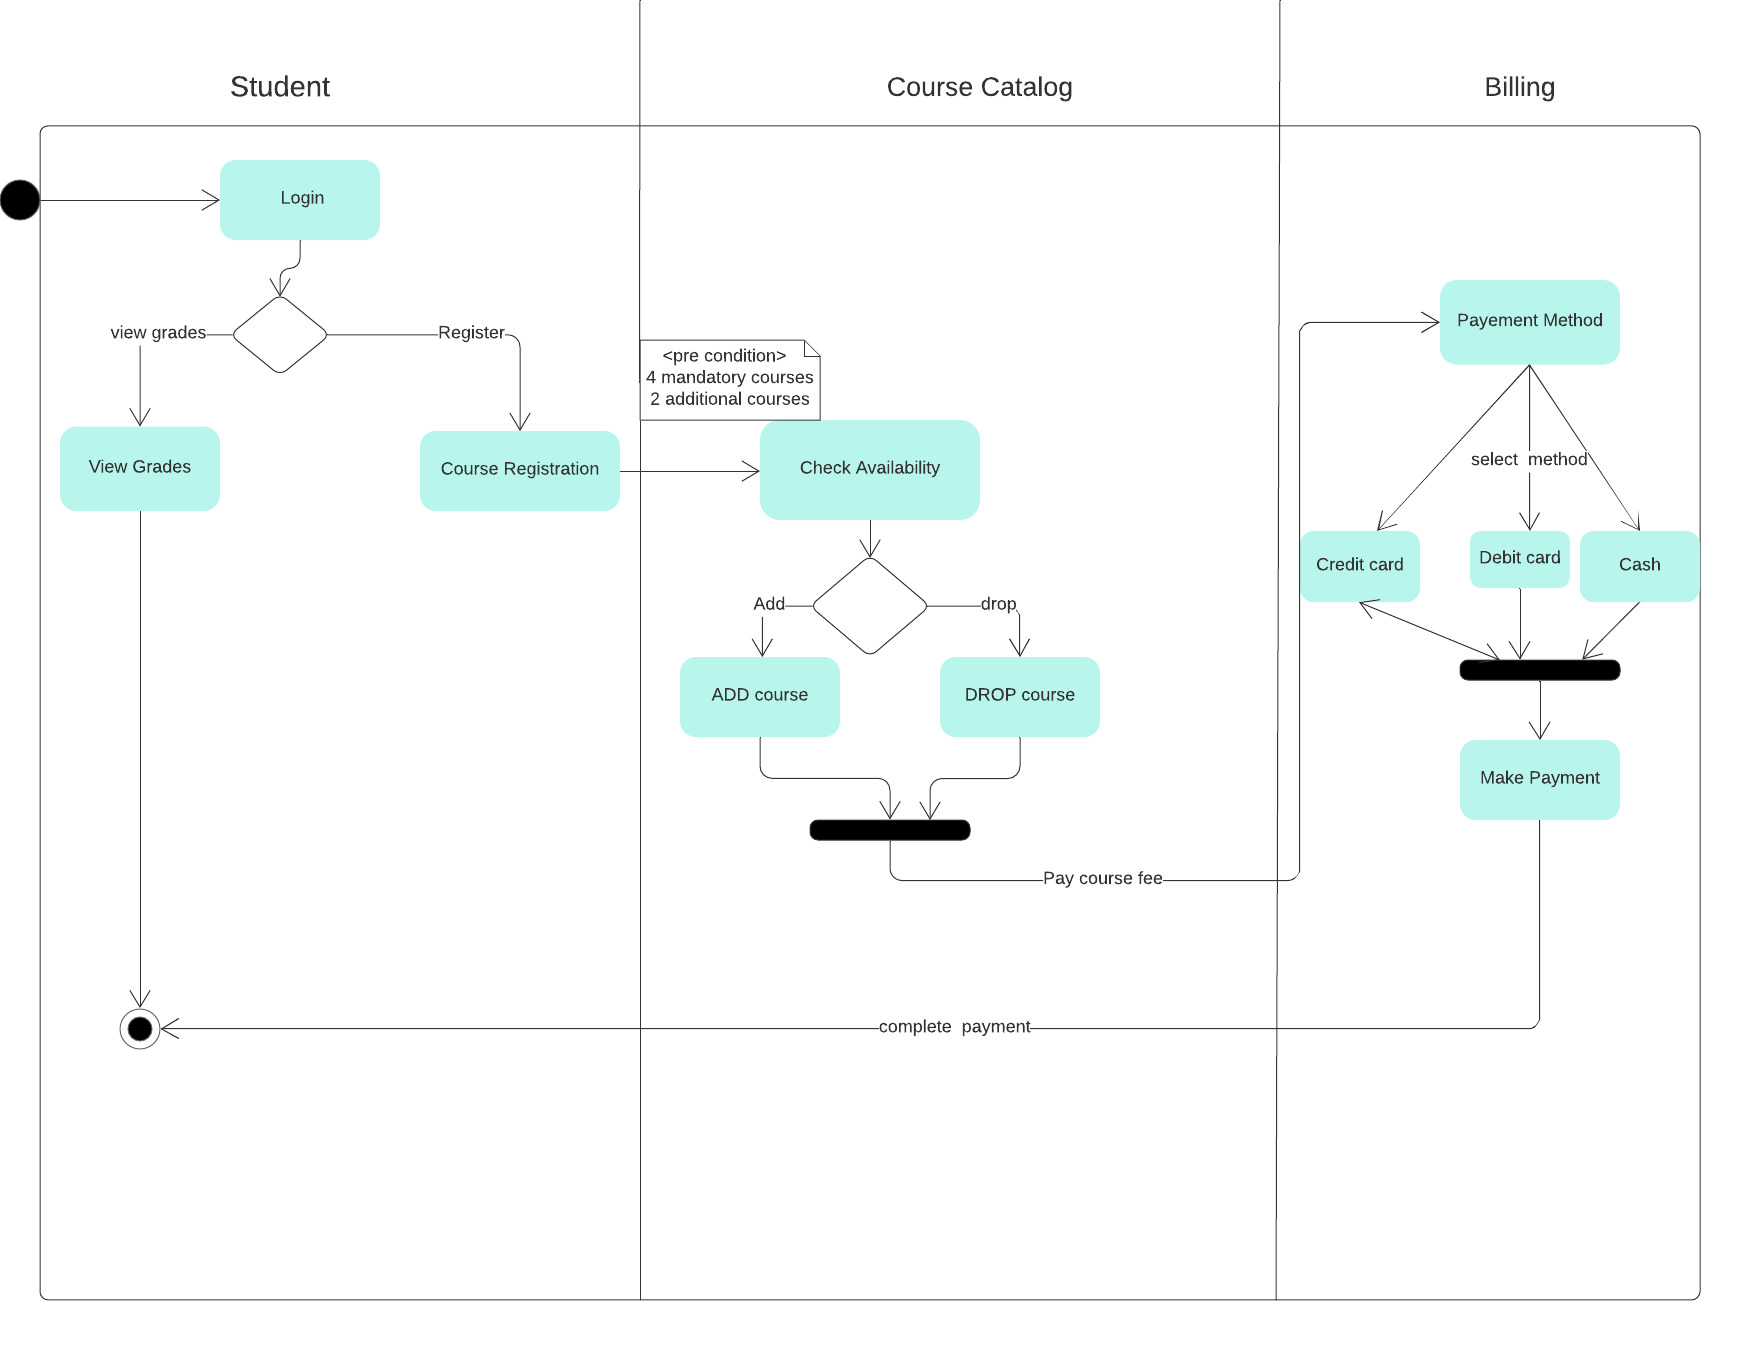 Student
Course Catalog
Billing
Login
view grades
Register
<pre condition>
4 mandatory courses
2 additional courses
Payement Method
View Grades
Course Registration
Check Availability
select  method
Credit card
Debit card
Cash
Add
drop
ADD course
DROP course
Make Payment
Pay course fee
complete  payment